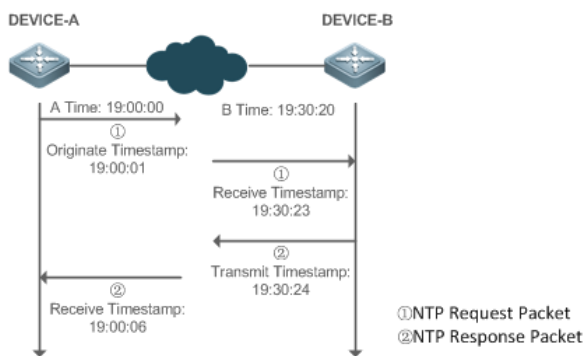 DEVICE-A
DEVICE-B
A Time: 19:00:00
B Time: 19:30:20
①
Originate Timestamp:
19:00:01
①
Receive Timestamp:
19:30:23
②
Transmit Timestamp:
19:30:24
②
Receive Timestamp:
19:00:06
①NTP Request Packet
②NTP Response Packet